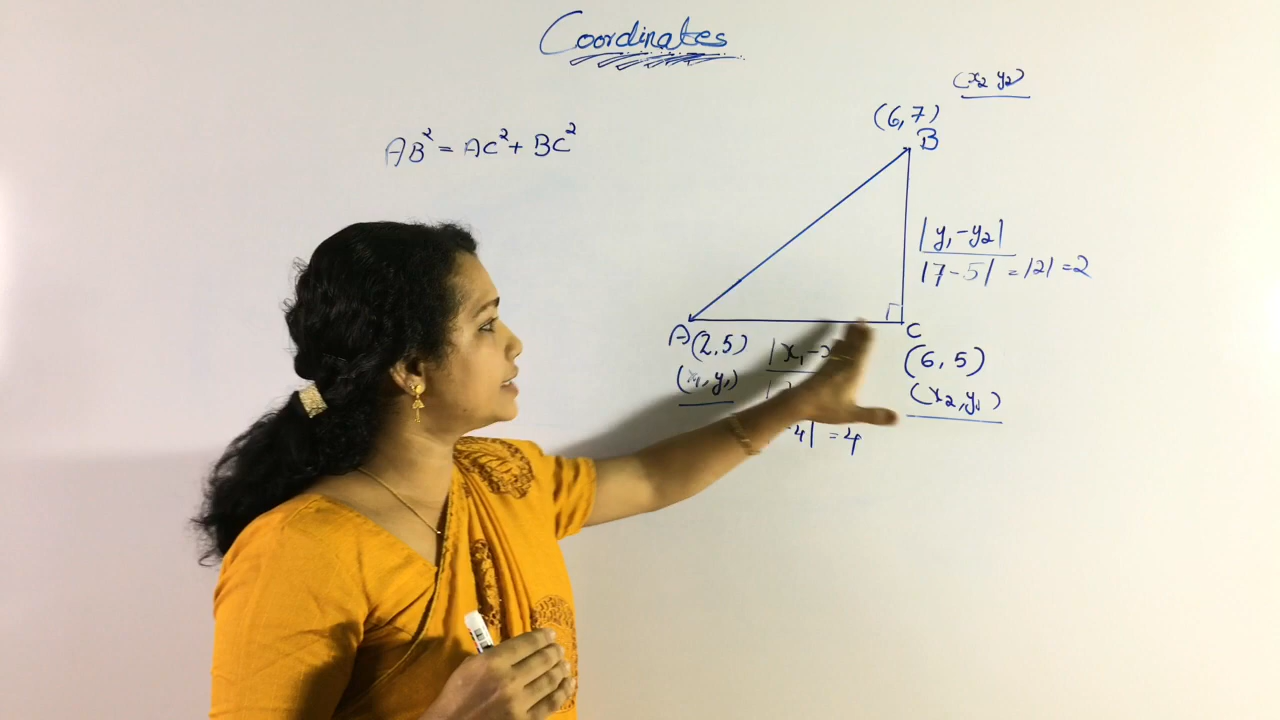 Coordinates
(x₂ y₂)
(6,7)
B
AB² = AC² + BC²
|y₁-y₂|
|7-5| = |2| = 2
A(2,5)
C
|x₁-
(6,5)
(x₁,y₁)
(x₂,y₁)
4| = 4